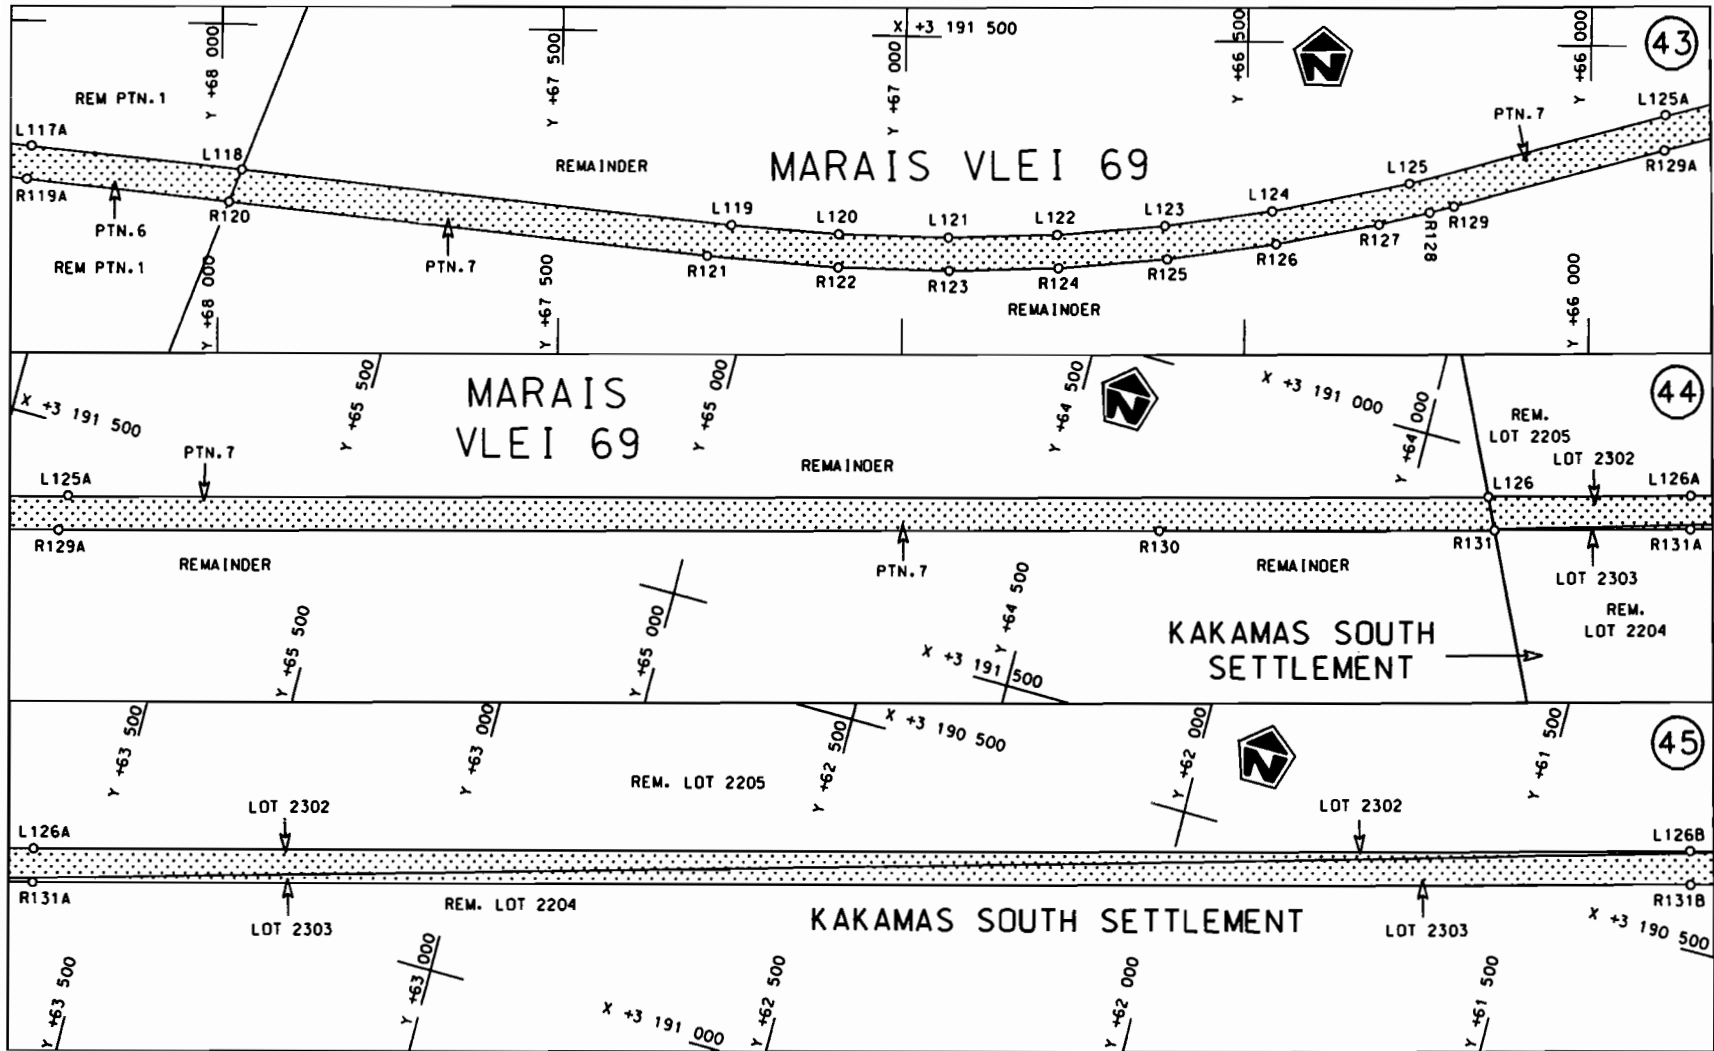 Y +68 000
Y +67 500
Y +67 000
X +3 191 500
Y +66 500
N
Y +66 000
43
REM PTN.1
L117A
L118
REMAINDER
MARAIS VLEI 69
PTN.7
L125A
R119A
PTN.6
R120
REM PTN.1
PTN.7
L119
L120
L121
L122
L123
L124
L125
R129A
R121
R122
R123
R124
R125
R126
R127
R128
R129
REMAINDER
Y +68 000
Y +67 500
Y +66 000
X +3 191 500
Y +65 500
MARAIS
VLEI 69
Y +65 000
Y +64 500
N
X +3 191 000
Y +64 000
44
REM.
LOT 2205
PTN.7
REMAINDER
LOT 2302
L125A
L126
L126A
R129A
R130
R131
R131A
REMAINDER
PTN.7
REMAINDER
LOT 2303
REM.
LOT 2204
Y +65 500
Y +65 000
Y +64 500
X +3 191 500
KAKAMAS SOUTH
SETTLEMENT
Y +63 500
Y +63 000
Y +62 500
X +3 190 500
Y +62 000
N
Y +61 500
45
REM. LOT 2205
LOT 2302
LOT 2302
L126A
L126B
R131A
R131B
LOT 2303
REM. LOT 2204
KAKAMAS SOUTH SETTLEMENT
LOT 2303
X +3 190 500
Y +63 500
Y +63 000
X +3 191 000
Y +62 500
Y +62 000
Y +61 500